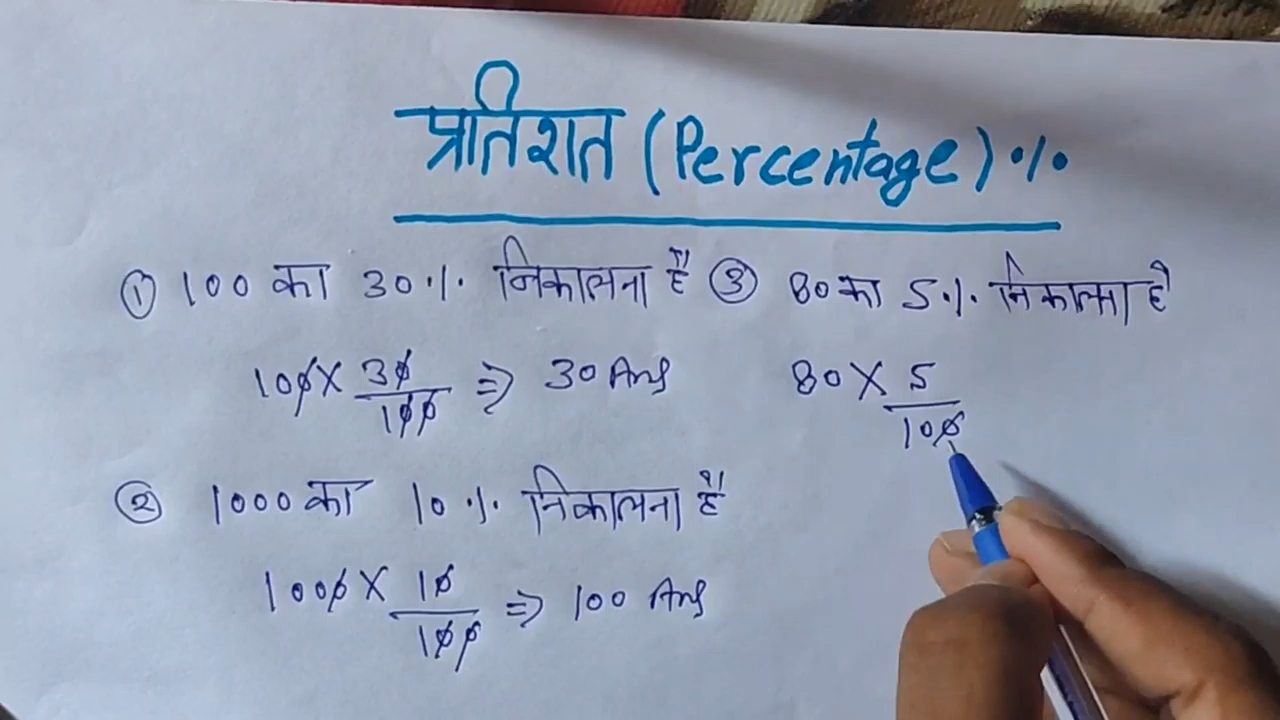 प्रतिशत (Percentage) %
① 100 का 30% निकालना है
100 × 30/100 ⇒ 30 Ans
② 1000 का 10% निकालना है
1000 × 10/100 ⇒ 100 Ans
③ 80 का 5% निकालना है
80 × 5/100